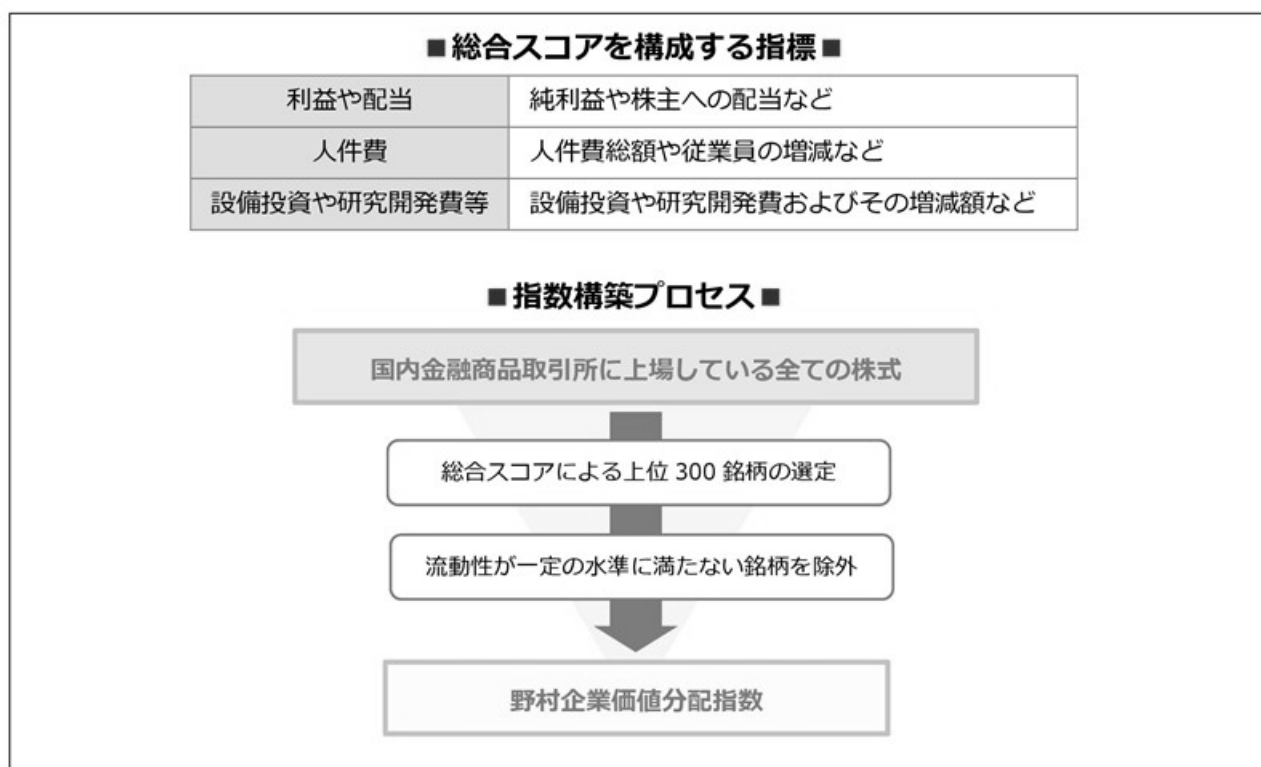 ■総合スコアを構成する指標■
利益や配当 純利益や株主への配当など
人件費 人件費総額や従業員の増減など
設備投資や研究開発費等 設備投資や研究開発費およびその増減額など
■指数構築プロセス■
国内金融商品取引所に上場している全ての株式
総合スコアによる上位 300 銘柄の選定
流動性が一定の水準に満たない銘柄を除外
野村企業価値分配指数